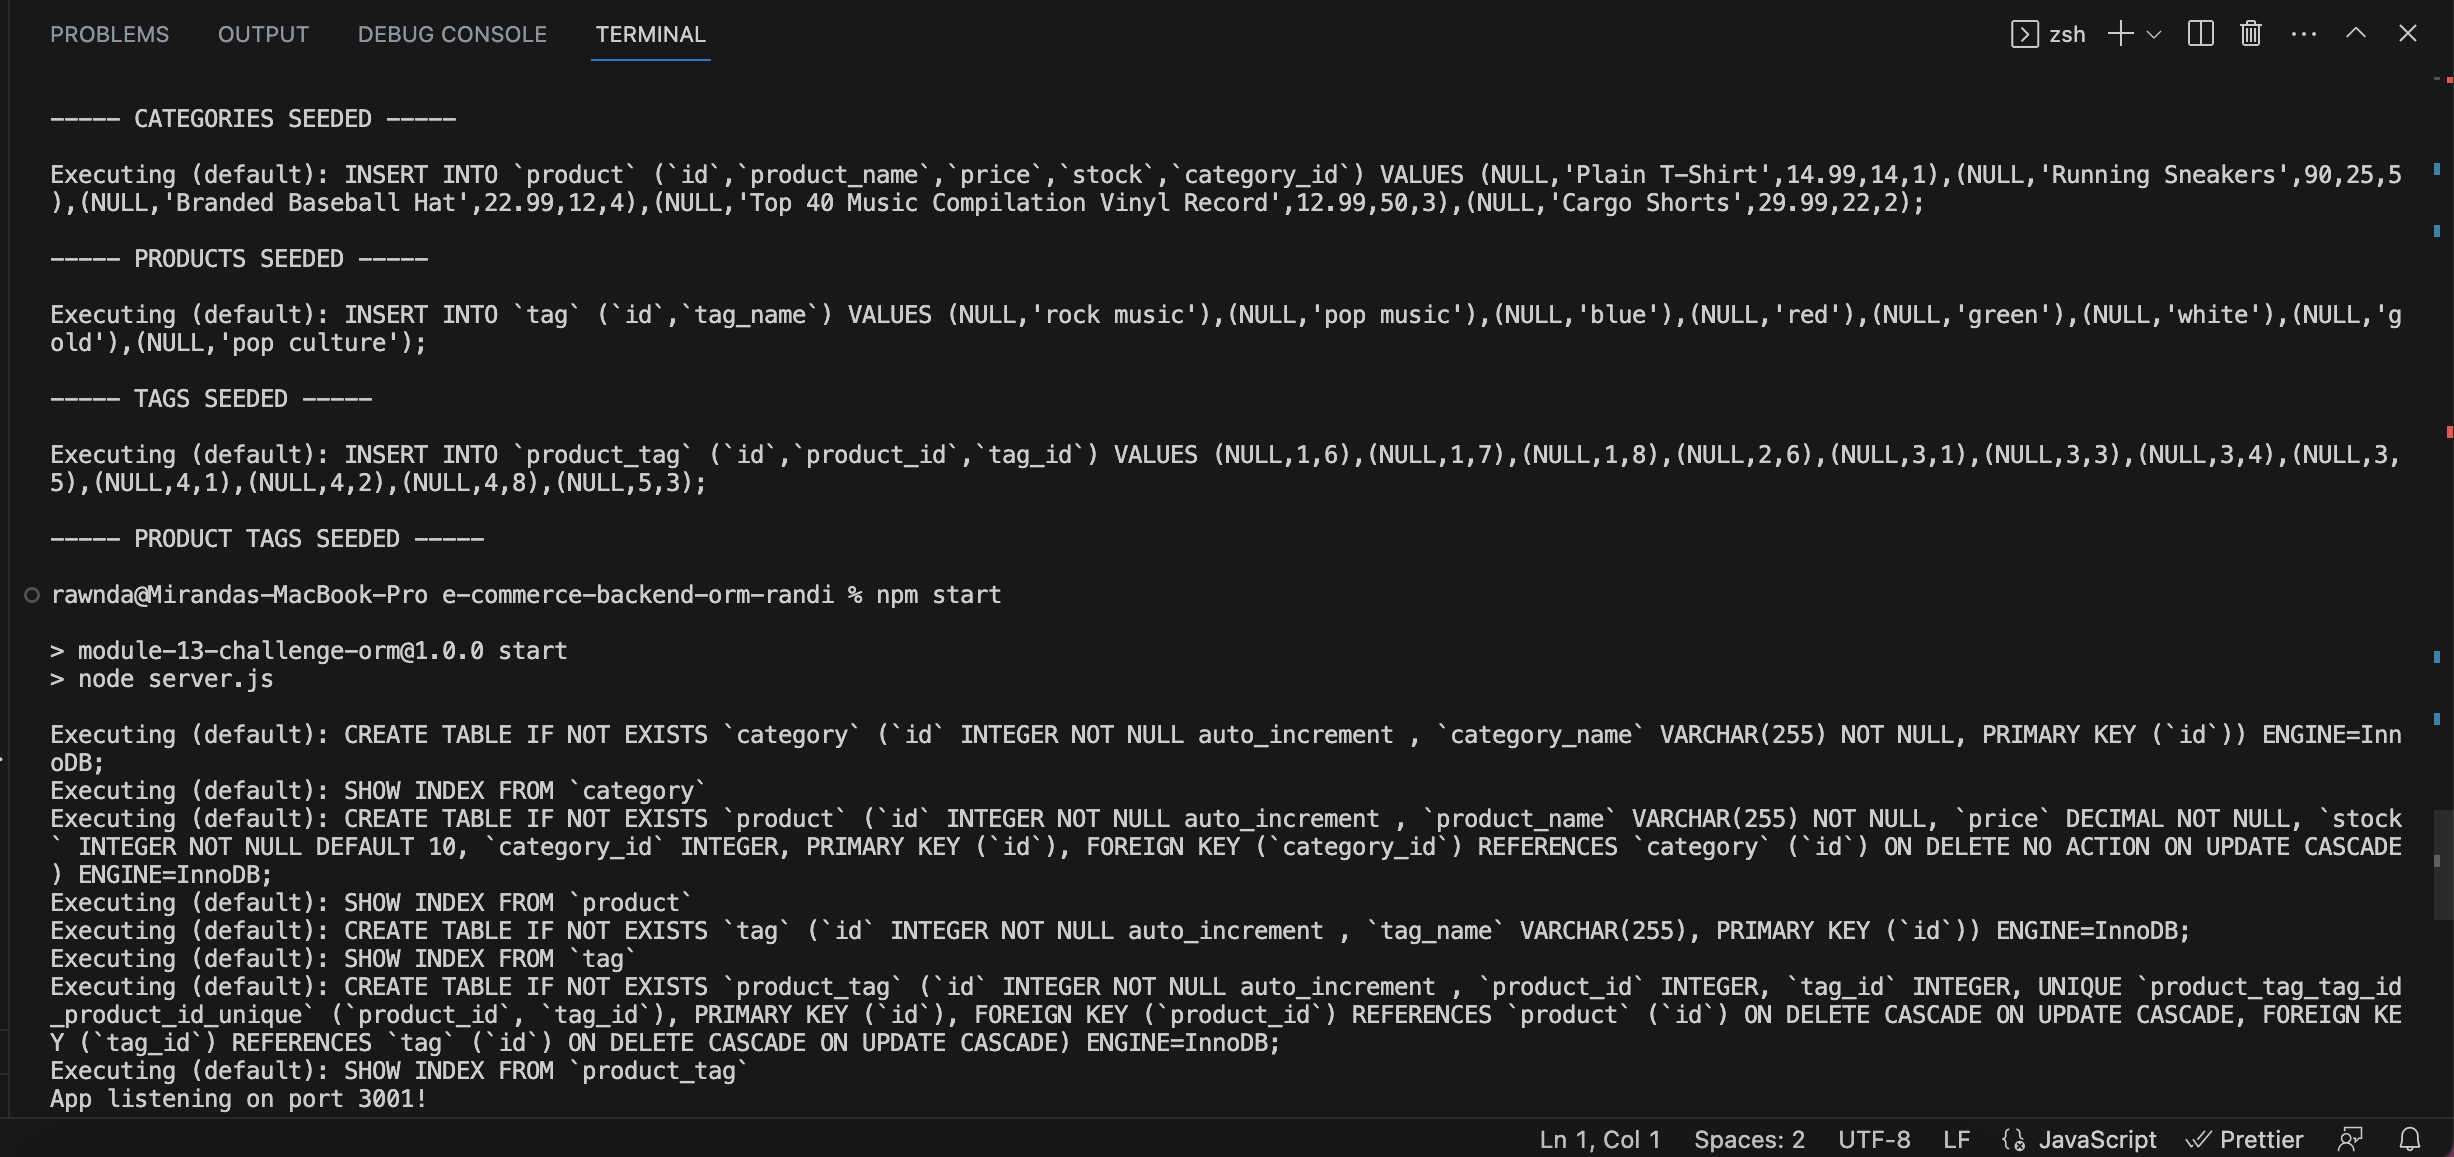 PROBLEMS OUTPUT DEBUG CONSOLE TERMINAL zsh
----- CATEGORIES SEEDED -----
Executing (default): INSERT INTO `product` (`id`,`product_name`,`price`,`stock`,`category_id`) VALUES (NULL,'Plain T-Shirt',14.99,14,1),(NULL,'Running Sneakers',90,25,5
),(NULL,'Branded Baseball Hat',22.99,12,4),(NULL,'Top 40 Music Compilation Vinyl Record',12.99,50,3),(NULL,'Cargo Shorts',29.99,22,2);
----- PRODUCTS SEEDED -----
Executing (default): INSERT INTO `tag` (`id`,`tag_name`) VALUES (NULL,'rock music'),(NULL,'pop music'),(NULL,'blue'),(NULL,'red'),(NULL,'green'),(NULL,'white'),(NULL,'g
old'),(NULL,'pop culture');
----- TAGS SEEDED -----
Executing (default): INSERT INTO `product_tag` (`id`,`product_id`,`tag_id`) VALUES (NULL,1,6),(NULL,1,7),(NULL,1,8),(NULL,2,6),(NULL,3,1),(NULL,3,3),(NULL,3,4),(NULL,3,
5),(NULL,4,1),(NULL,4,2),(NULL,4,8),(NULL,5,3);
----- PRODUCT TAGS SEEDED -----
rawnda@Mirandas-MacBook-Pro e-commerce-backend-orm-randi % npm start
> module-13-challenge-orm@1.0.0 start
> node server.js
Executing (default): CREATE TABLE IF NOT EXISTS `category` (`id` INTEGER NOT NULL auto_increment , `category_name` VARCHAR(255) NOT NULL, PRIMARY KEY (`id`)) ENGINE=Inn
oDB;
Executing (default): SHOW INDEX FROM `category`
Executing (default): CREATE TABLE IF NOT EXISTS `product` (`id` INTEGER NOT NULL auto_increment , `product_name` VARCHAR(255) NOT NULL, `price` DECIMAL NOT NULL, `stock
` INTEGER NOT NULL DEFAULT 10, `category_id` INTEGER, PRIMARY KEY (`id`), FOREIGN KEY (`category_id`) REFERENCES `category` (`id`) ON DELETE NO ACTION ON UPDATE CASCADE
) ENGINE=InnoDB;
Executing (default): SHOW INDEX FROM `product`
Executing (default): CREATE TABLE IF NOT EXISTS `tag` (`id` INTEGER NOT NULL auto_increment , `tag_name` VARCHAR(255), PRIMARY KEY (`id`)) ENGINE=InnoDB;
Executing (default): SHOW INDEX FROM `tag`
Executing (default): CREATE TABLE IF NOT EXISTS `product_tag` (`id` INTEGER NOT NULL auto_increment , `product_id` INTEGER, `tag_id` INTEGER, UNIQUE `product_tag_tag_id
_product_id_unique` (`product_id`, `tag_id`), PRIMARY KEY (`id`), FOREIGN KEY (`product_id`) REFERENCES `product` (`id`) ON DELETE CASCADE ON UPDATE CASCADE, FOREIGN KE
Y (`tag_id`) REFERENCES `tag` (`id`) ON DELETE CASCADE ON UPDATE CASCADE) ENGINE=InnoDB;
Executing (default): SHOW INDEX FROM `product_tag`
App listening on port 3001!
Ln 1, Col 1 Spaces: 2 UTF-8 LF JavaScript Prettier